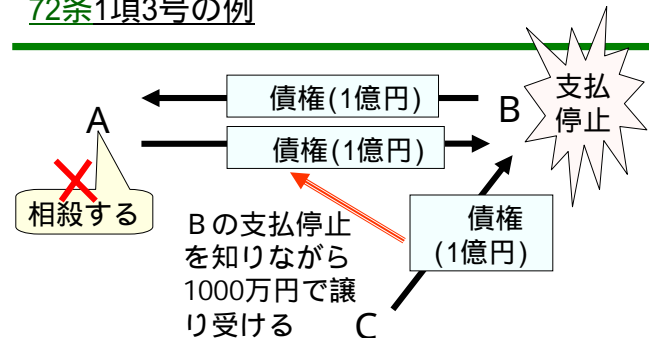 72条1項3号の例
債権(1億円)
支払
停止
A
B
債権(1億円)
相殺する
債権
(1億円)
Ｂの支払停止
を知りながら
1000万円で譲
り受ける
C